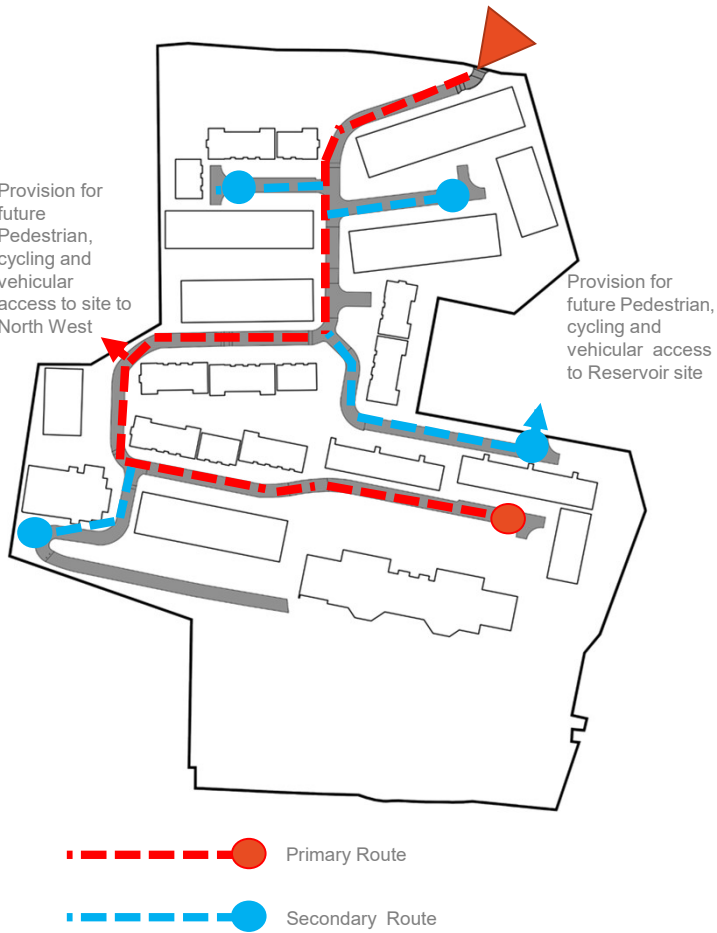 Provision for
future
Pedestrian,
cycling and
vehicular
access to site to
North West
Provision for
future Pedestrian,
cycling and
vehicular access
to Reservoir site
Primary Route
Secondary Route